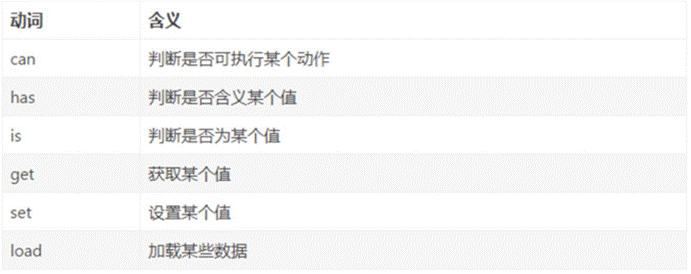 动词 含义
can 判断是否可执行某个动作
has 判断是否含义某个值
is 判断是否为某个值
get 获取某个值
set 设置某个值
load 加载某些数据